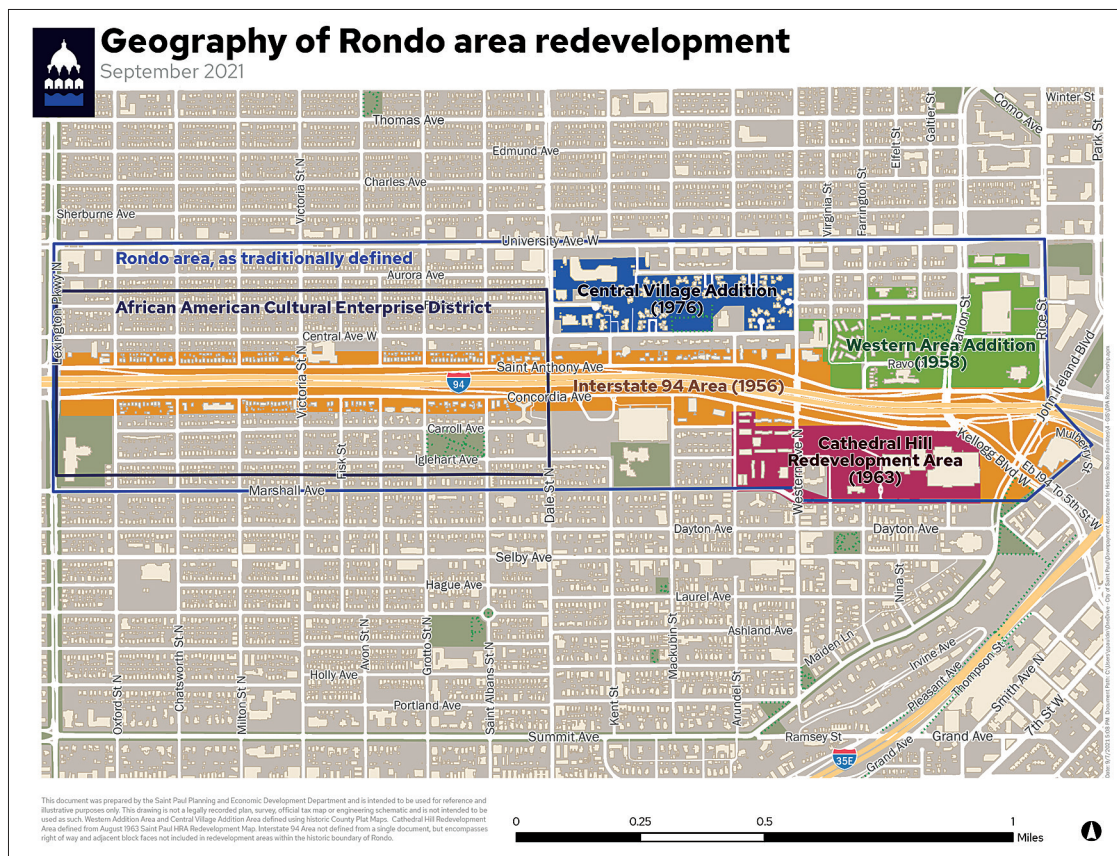 Geography of Rondo area redevelopment
September 2021
Thomas Ave
Edmund Ave
Charles Ave
Sherburne Ave
Victoria St N
Virginia St
Farrington St
Elfelt St
Galtier St
Como Ave
Winter St
Park St
University Ave W
Rondo area, as traditionally defined
Aurora Ave
African American Cultural Enterprise District
Central Ave W
Lexington Pkwy N
Central Village Addition
(1976)
Western Area Addition
(1958)
Ravo
Marion St
Rice St
John Ireland Blvd
Saint Anthony Ave
94
Interstate 94 Area (1956)
Concordia Ave
Victoria St N
Carroll Ave
Iglehart Ave
Fisk St
Marshall Ave
Dale St N
Western Ave N
Cathedral Hill
Redevelopment Area
(1963)
Kellogg Blvd W
Mulberry St
Eb I94 To 5th St W
Dayton Ave
Dayton Ave
Selby Ave
Hague Ave
Laurel Ave
Nina St
Ashland Ave
Maiden Ln
Irvine Ave
Pleasant Ave
Thompson St
Smith Ave N
7th St W
Holly Ave
Portland Ave
Oxford St N
Chatsworth St N
Milton St N
Avon St N
Grotto St N
Saint Albans St N
Kent St
Mackubin St
Arundel St
Summit Ave
Ramsey St
Grand Ave
Grand Ave
35E
This document was prepared by the Saint Paul Planning and Economic Development Department and is intended to be used for reference and
illustrative purposes only. This drawing is not a legally recorded plan, survey, official tax map or engineering schematic and is not intended to be
used as such. Western Addition Area and Central Village Addition Area defined using historic County Plat Maps. Cathedral Hill Redevelopment
Area defined from August 1963 Saint Paul HRA Redevelopment Map. Interstate 94 Area not defined from a single document, but encompasses
right of way and adjacent block faces not included in redevelopment areas within the historic boundary of Rondo.
0 0.25 0.5 1
Miles